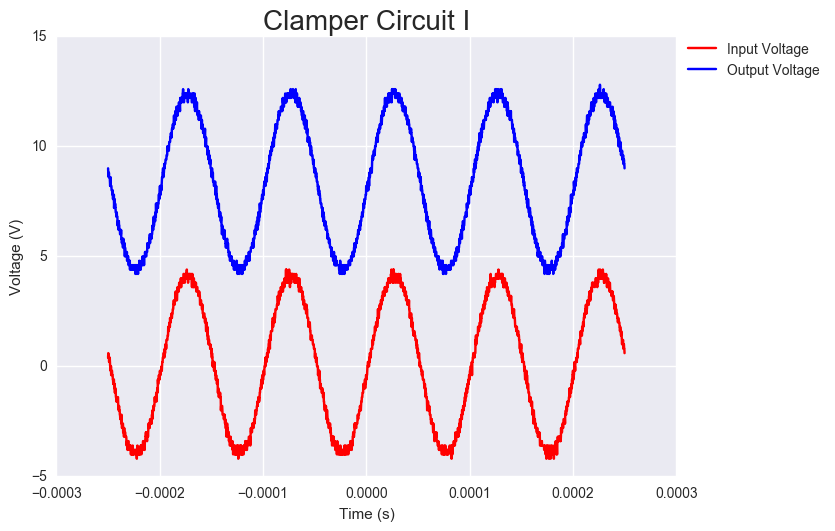 Clamper Circuit I
Input Voltage
Output Voltage
15
10
5
0
−5
Voltage (V)
−0.0003 −0.0002 −0.0001 0.0000 0.0001 0.0002 0.0003
Time (s)